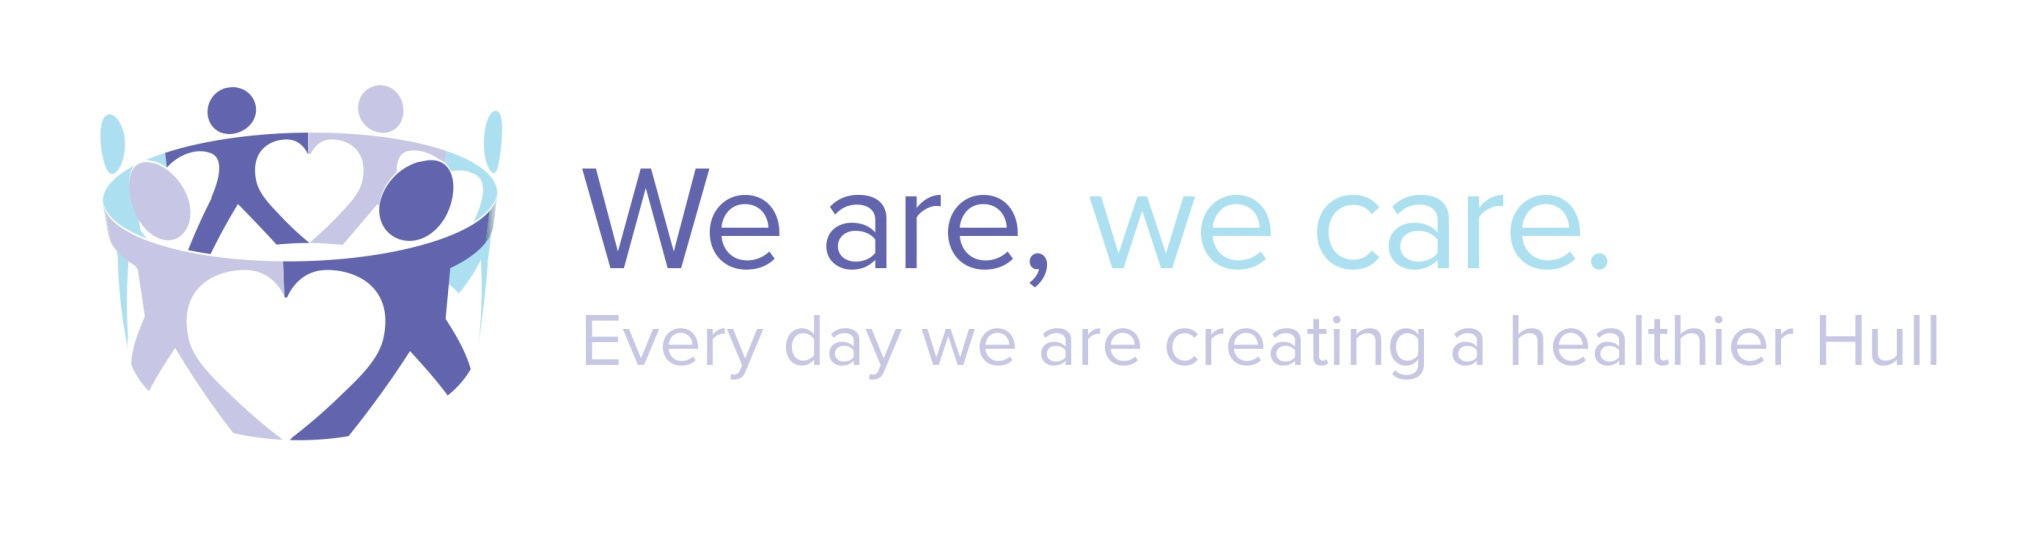 We are, we care.
Every day we are creating a healthier Hull